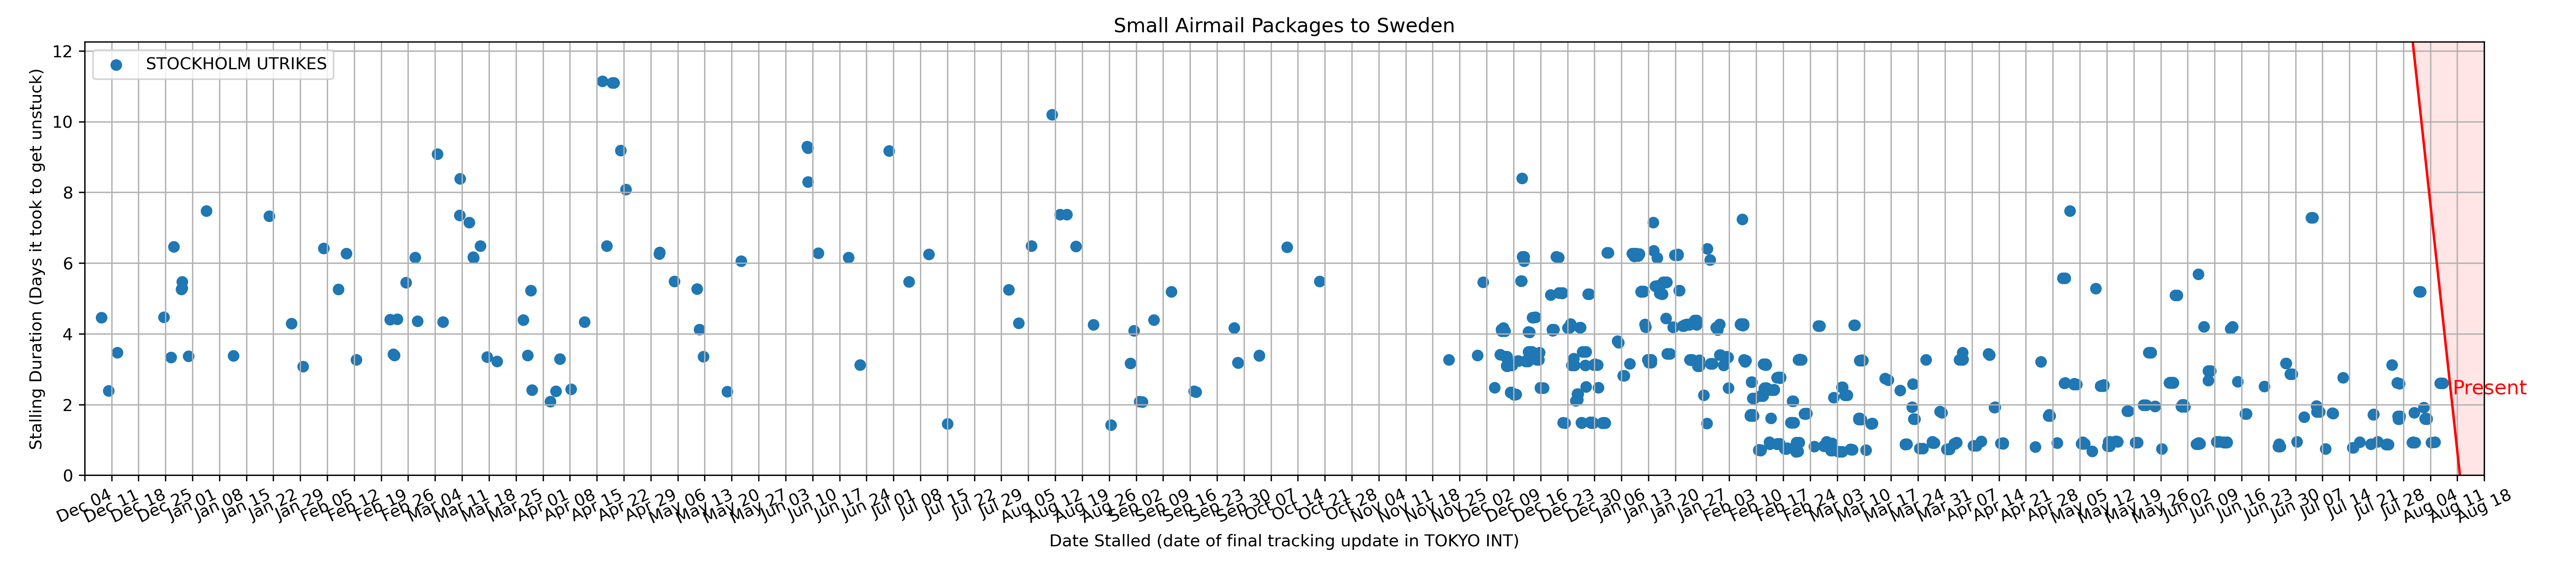 Small Airmail Packages to Sweden
STOCKHOLM UTRIKES
Stalling Duration (Days it took to get unstuck)
12
10
8
6
4
2
0
Present
Dec 04
Dec 11
Dec 18
Dec 25
Jan 01
Jan 08
Jan 15
Jan 22
Jan 29
Feb 05
Feb 12
Feb 19
Feb 26
Mar 04
Mar 11
Mar 18
Mar 25
Apr 01
Apr 08
Apr 15
Apr 22
Apr 29
May 06
May 13
May 20
May 27
Jun 03
Jun 10
Jun 17
Jun 24
Jul 01
Jul 08
Jul 15
Jul 22
Jul 29
Aug 05
Aug 12
Aug 19
Aug 26
Sep 02
Sep 09
Sep 16
Sep 23
Sep 30
Oct 07
Oct 14
Oct 21
Oct 28
Nov 04
Nov 11
Nov 18
Nov 25
Dec 02
Dec 09
Dec 16
Dec 23
Dec 30
Jan 06
Jan 13
Jan 20
Jan 27
Feb 03
Feb 10
Feb 17
Feb 24
Mar 03
Mar 10
Mar 17
Mar 24
Mar 31
Apr 07
Apr 14
Apr 21
Apr 28
May 05
May 12
May 19
May 26
Jun 02
Jun 09
Jun 16
Jun 23
Jun 30
Jul 07
Jul 14
Jul 21
Jul 28
Aug 04
Aug 11
Aug 18
Date Stalled (date of final tracking update in TOKYO INT)